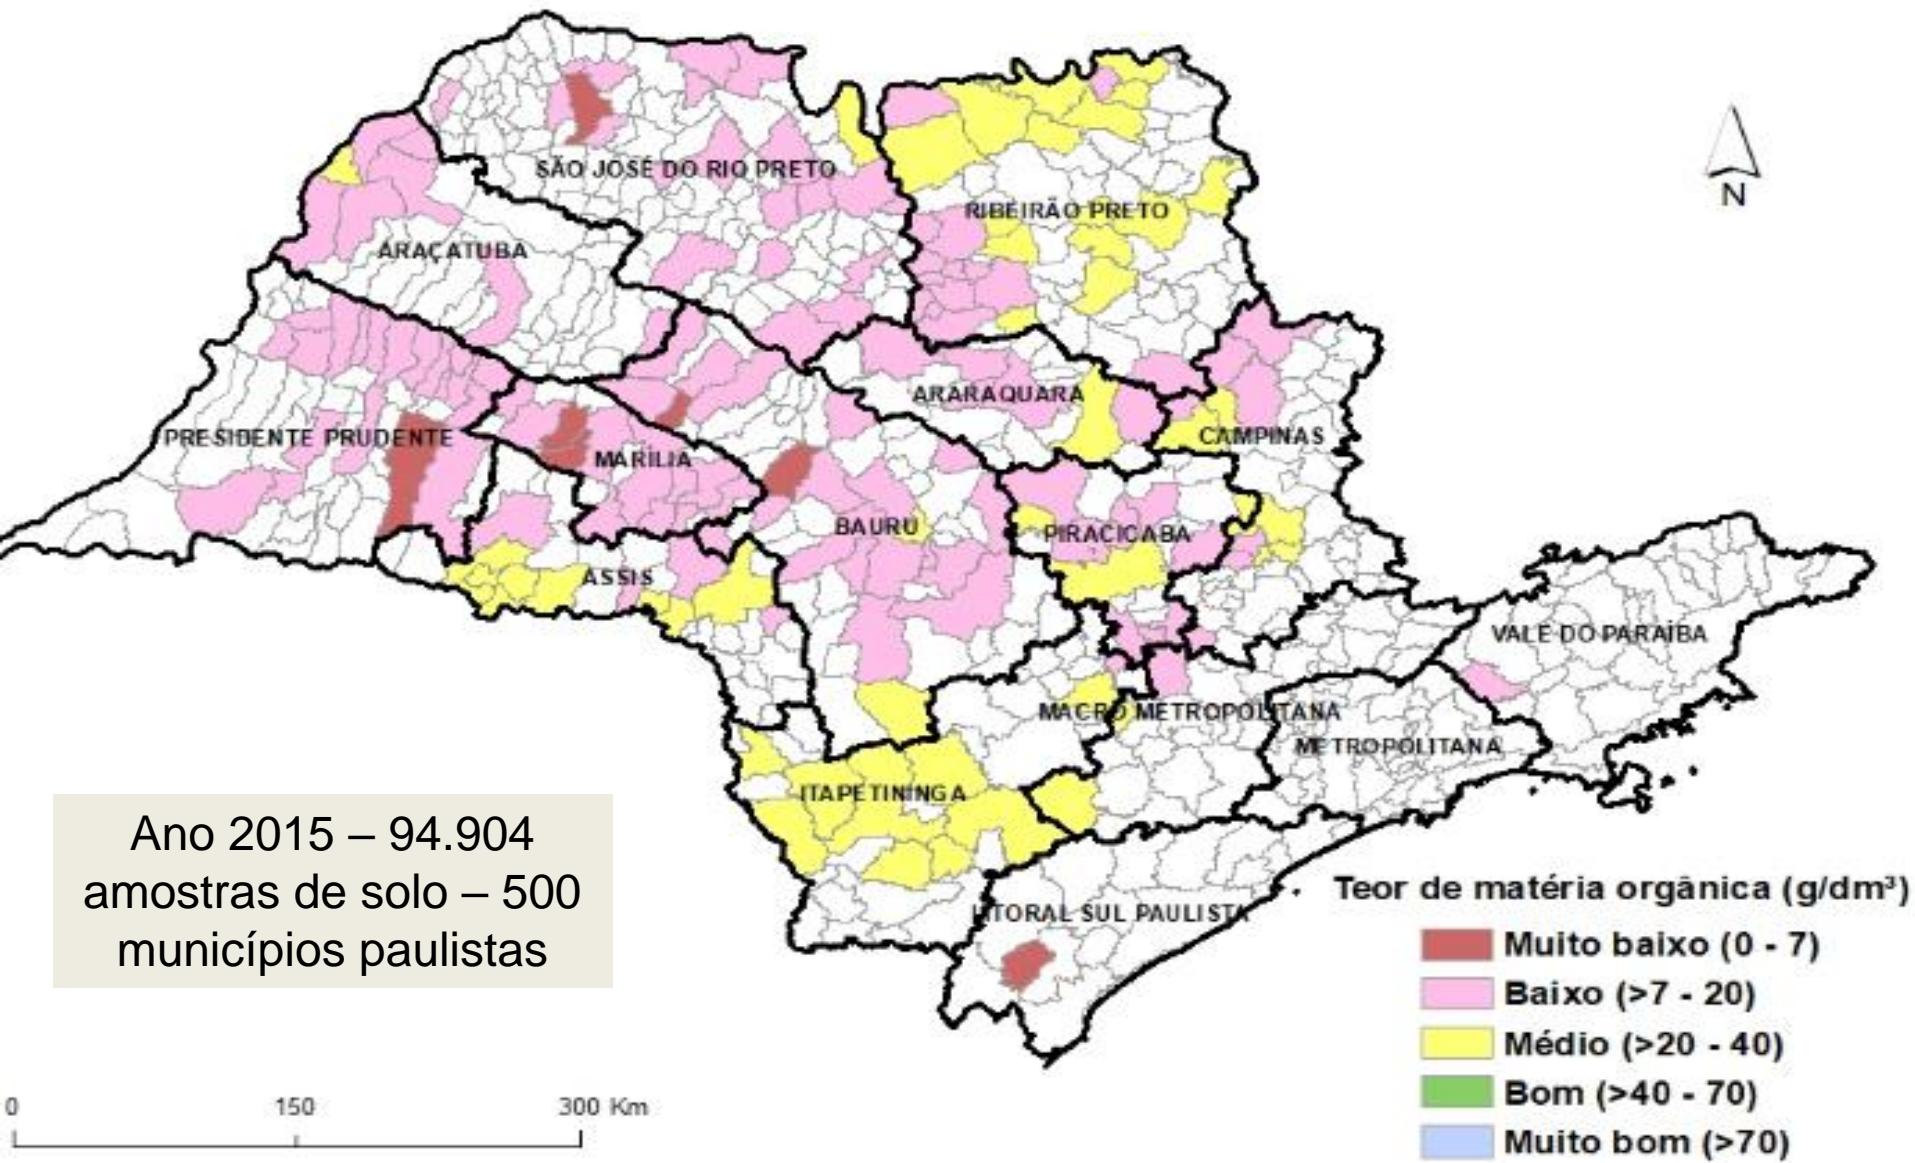 SÃO JOSÉ DO RIO PRETO
N
RIBEIRÃO PRETO
ARAÇATUBA
ARARAQUARA
PRESIDENTE PRUDENTE
CAMPINAS
MARÍLIA
BAURU
PIRACICABA
ASSIS
VALE DO PARAÍBA
MACRO METROPOLITANA
METROPOLITANA
ITAPETININGA
Ano 2015 – 94.904
amostras de solo – 500
municípios paulistas
LITORAL SUL PAULISTA
Teor de matéria orgânica (g/dm³)
Muito baixo (0 - 7)
Baixo (>7 - 20)
Médio (>20 - 40)
Bom (>40 - 70)
Muito bom (>70)
0 150 300 Km